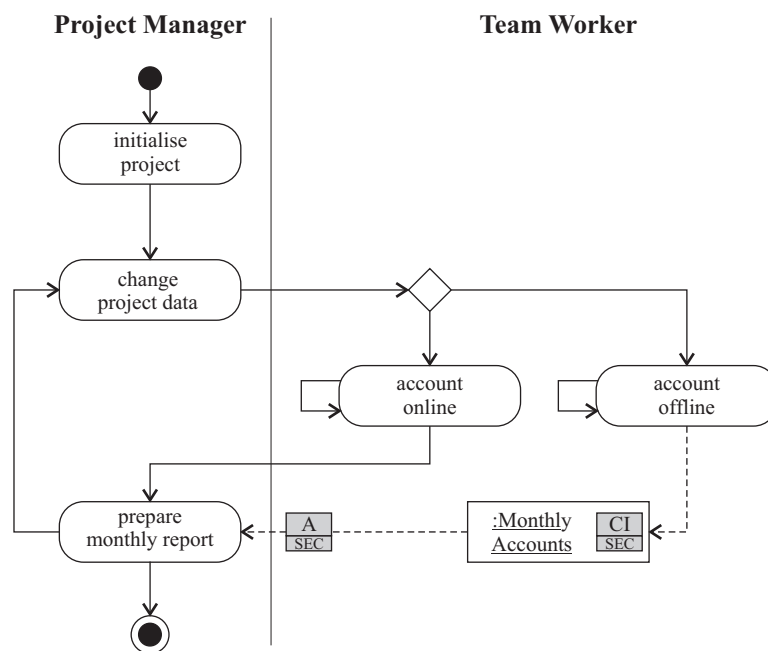 Project Manager
Team Worker
initialise
project
change
project data
account
online
account
offline
prepare
monthly report
A
SEC
:Monthly
Accounts
CI
SEC